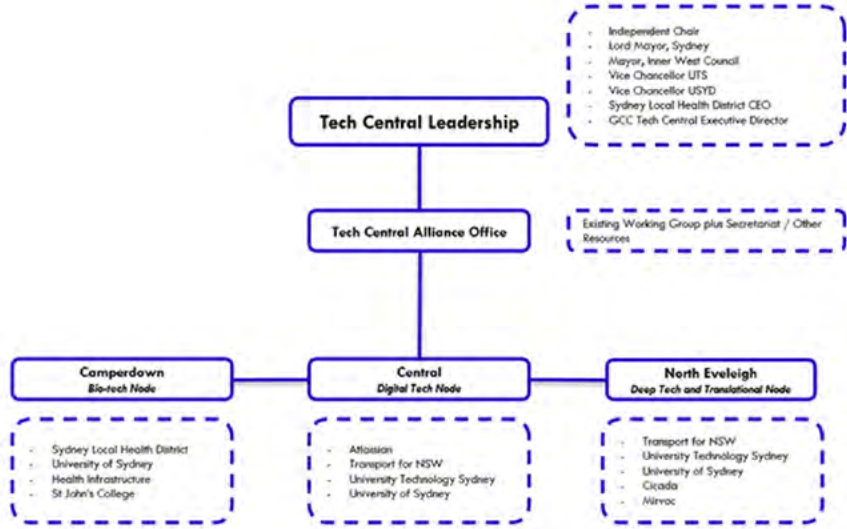 - Independent Chair
- Lord Mayor, Sydney
- Mayor, Inner West Council
- Vice Chancellor UTS
- Vice Chancellor USYD
- Sydney Local Health District CEO
- GCC Tech Central Executive Director
Tech Central Leadership
Tech Central Alliance Office
Existing Working Group plus Secretariat / Other
Resources
Camperdown
Bio-tech Node
Central
Digital Tech Node
North Eveleigh
Deep Tech and Translational Node
- Sydney Local Health District
- University of Sydney
- Health Infrastructure
- St John's College
- Atlassian
- Transport for NSW
- University Technology Sydney
- University of Sydney
- Transport for NSW
- University Technology Sydney
- University of Sydney
- Cicada
- Mirvac